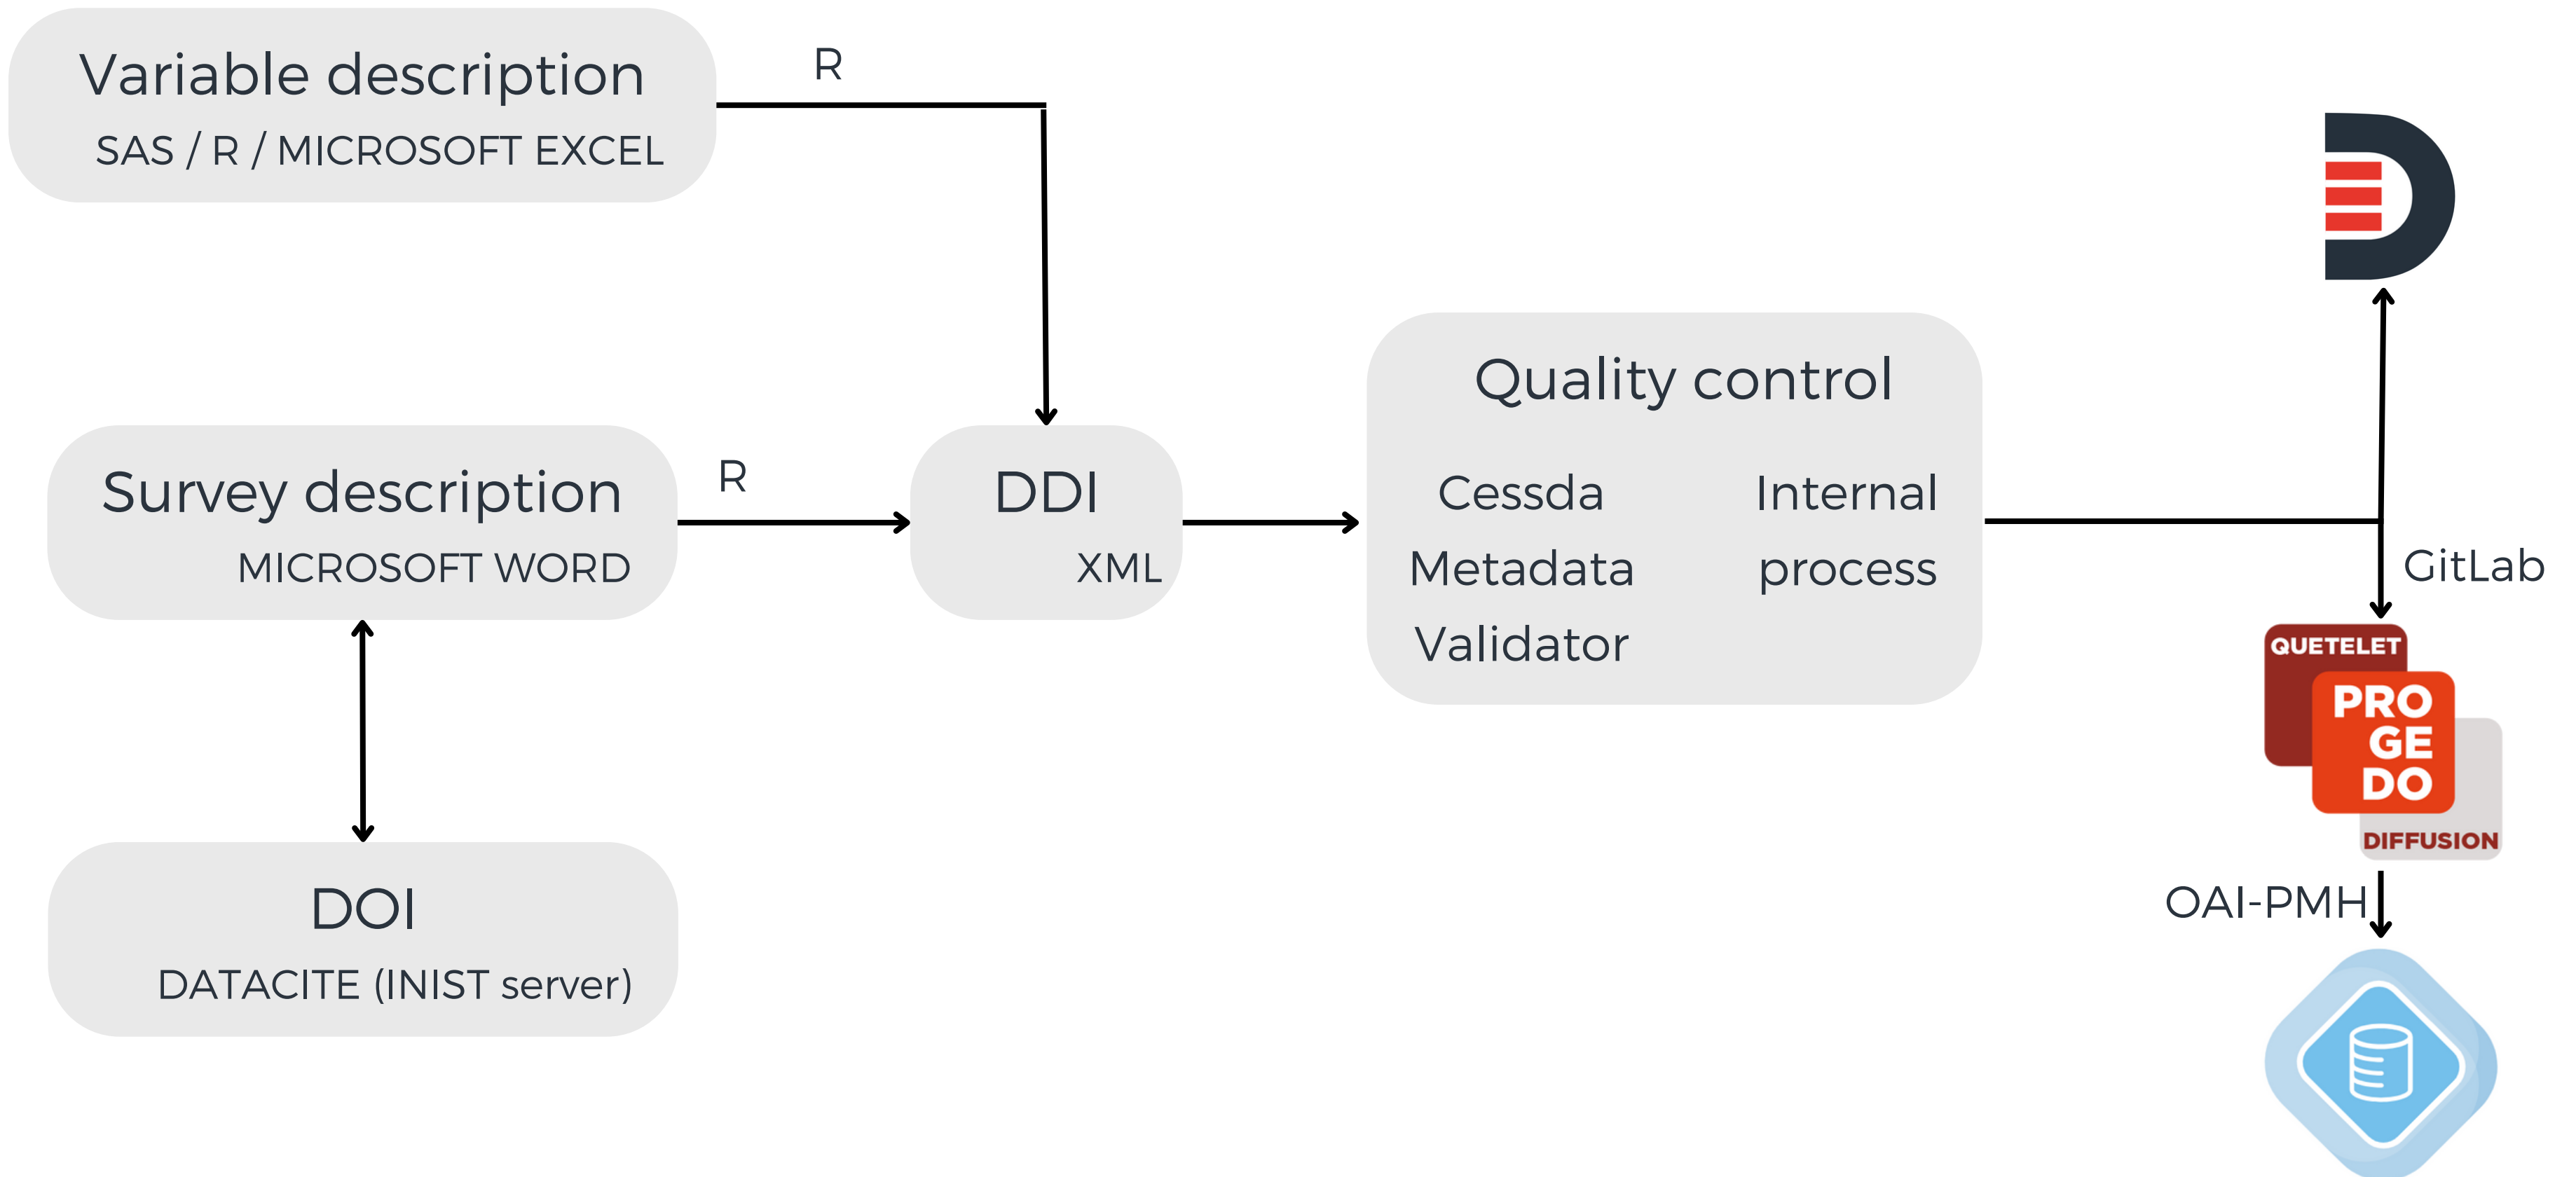 Variable description
SAS / R / MICROSOFT EXCEL
R
Survey description
MICROSOFT WORD
R
DOI
DATACITE (INIST server)
DDI
XML
Quality control
Cessda
Metadata
Validator
Internal
process
GitLab
QUETELET
PRO
GE
DO
DIFFUSION
OAI-PMH